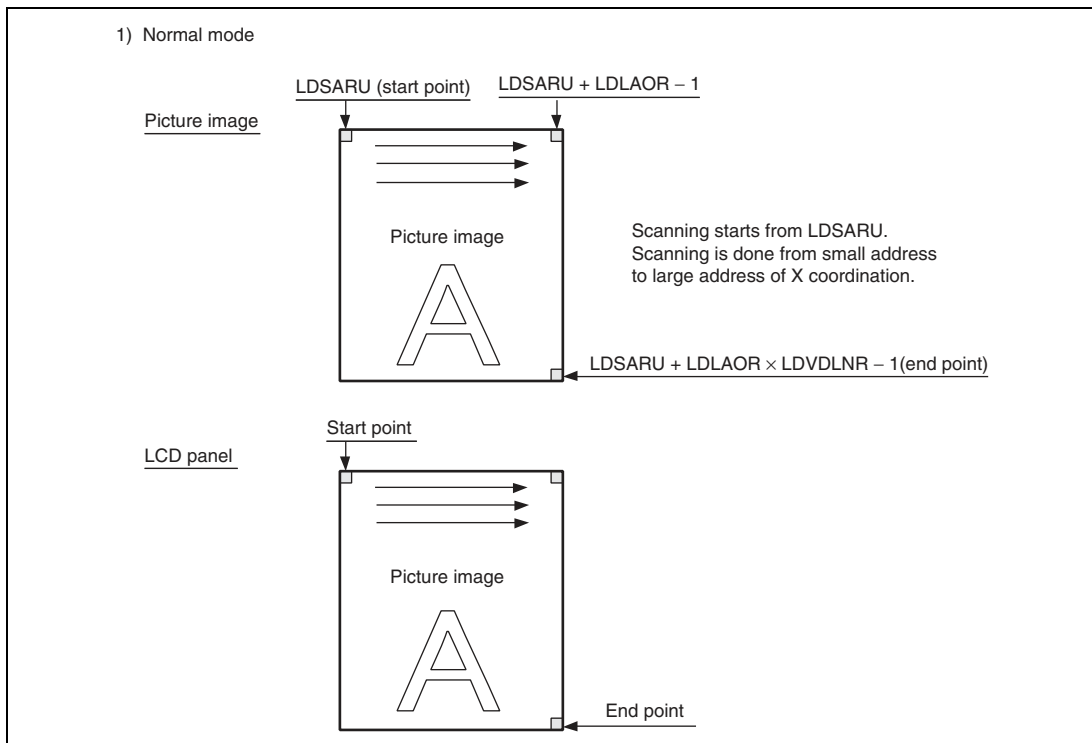 1) Normal mode
LDSARU (start point)
LDSARU + LDLAOR – 1
Picture image
Picture image
A
Scanning starts from LDSARU.
Scanning is done from small address
to large address of X coordination.
LDSARU + LDLAOR × LDVDLNR – 1(end point)
Start point
LCD panel
Picture image
A
End point